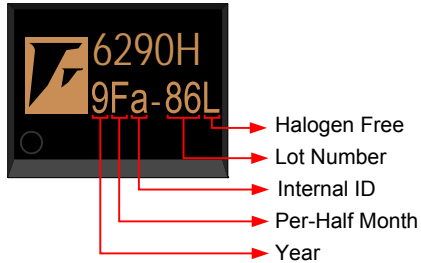 6290H
9Fa-86L
Halogen Free
Lot Number
Internal ID
Per-Half Month
Year